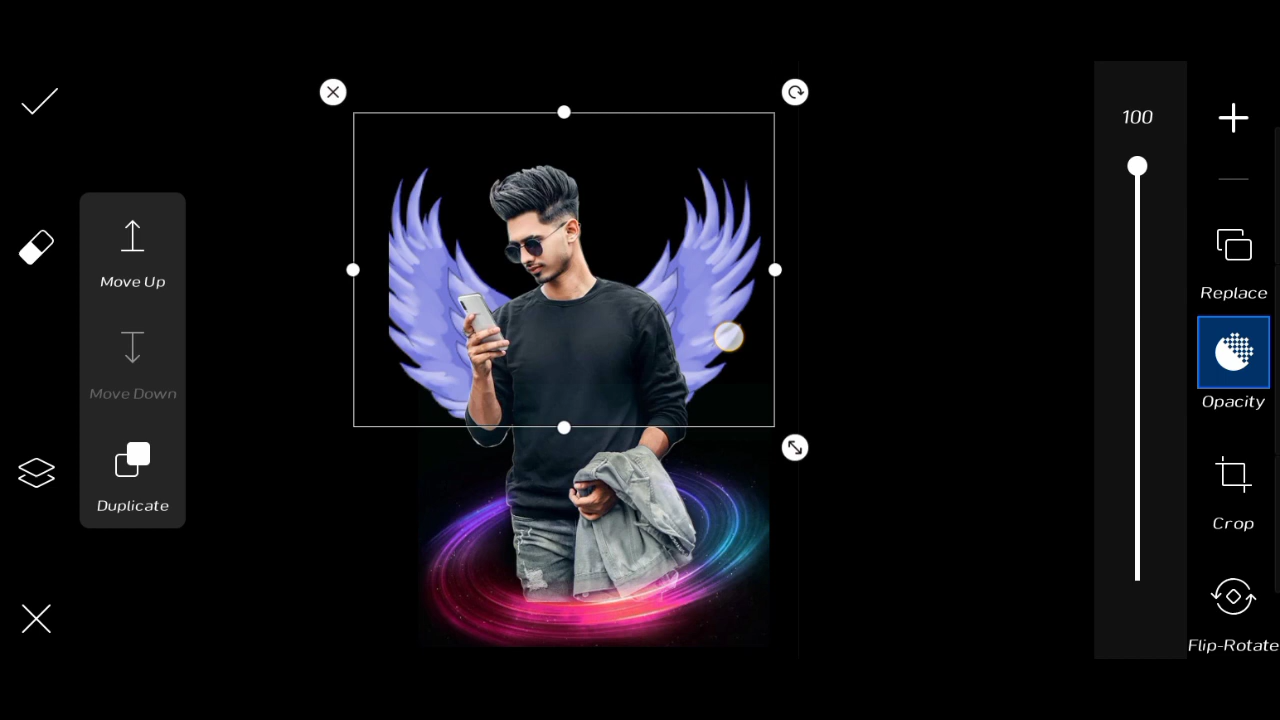 Move Up
Move Down
Duplicate
100
Replace
Opacity
Crop
Flip-Rotate